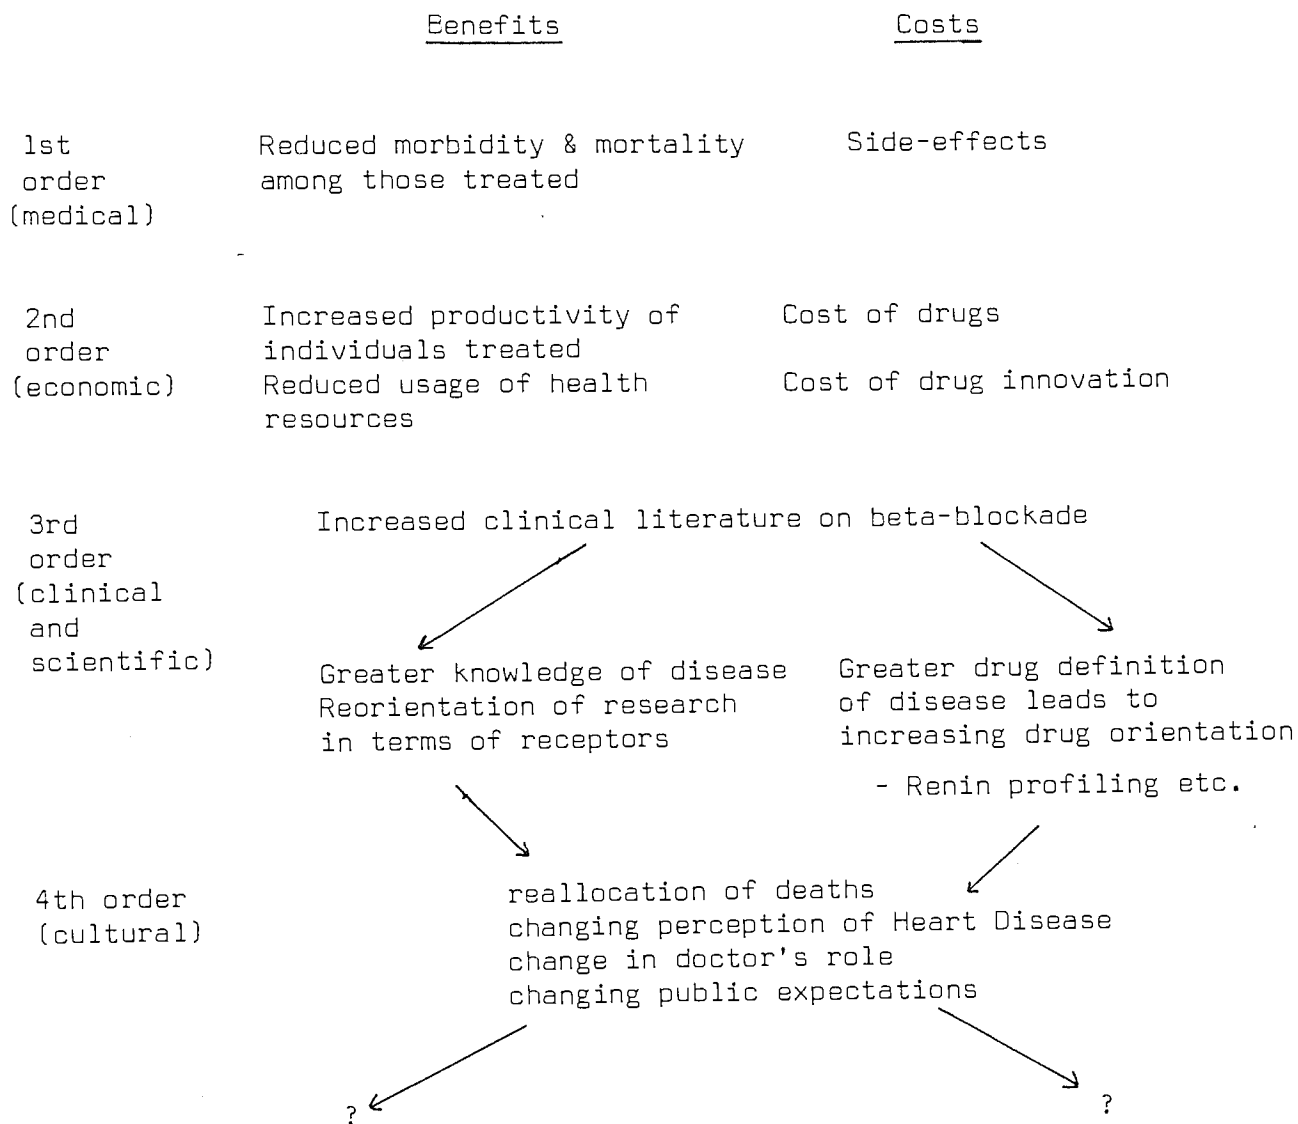 Benefits Costs
1st Reduced morbidity & mortality Side-effects
order among those treated
(medical)
2nd Increased productivity of Cost of drugs
order individuals treated
(economic) Reduced usage of health Cost of drug innovation
resources
3rd Increased clinical literature on beta-blockade
order
(clinical
and
scientific)
Greater knowledge of disease Greater drug definition
Reorientation of research of disease leads to
in terms of receptors increasing drug orientation
- Renin profiling etc.
4th order reallocation of deaths
(cultural) changing perception of Heart Disease
change in doctor's role
changing public expectations
? ?